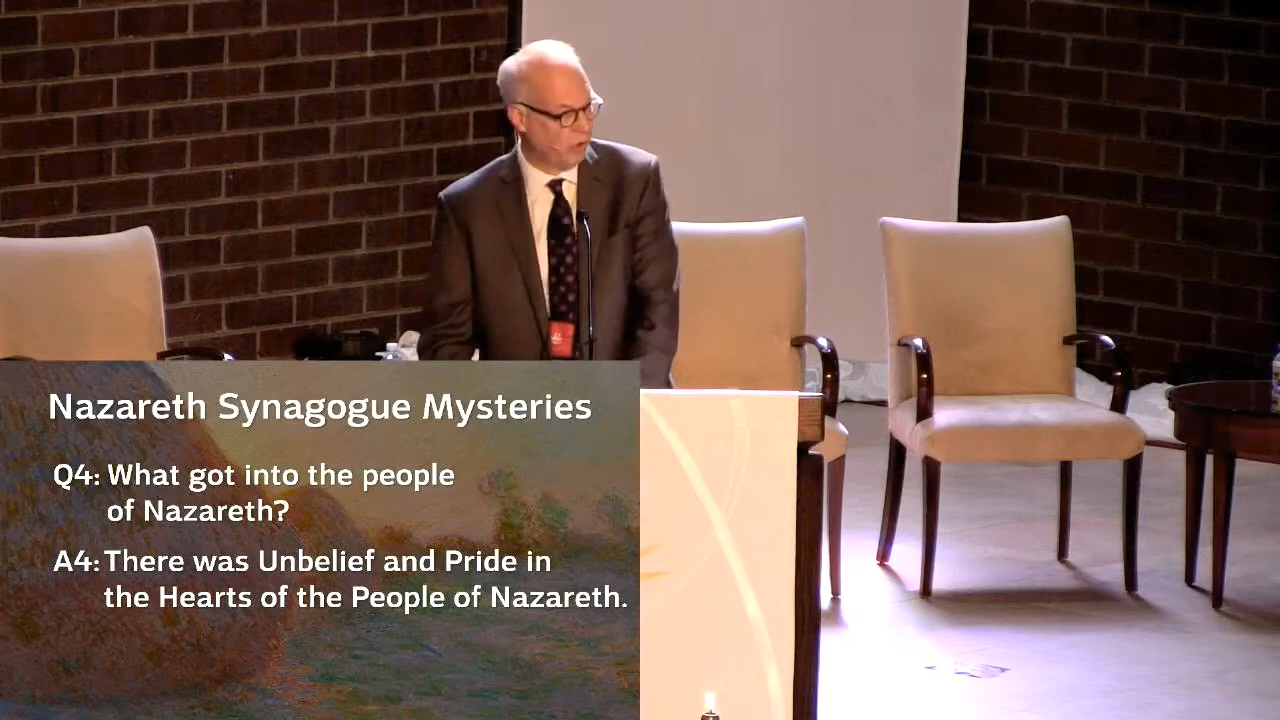 Nazareth Synagogue Mysteries
Q4: What got into the people
of Nazareth?
A4: There was Unbelief and Pride in
the Hearts of the People of Nazareth.